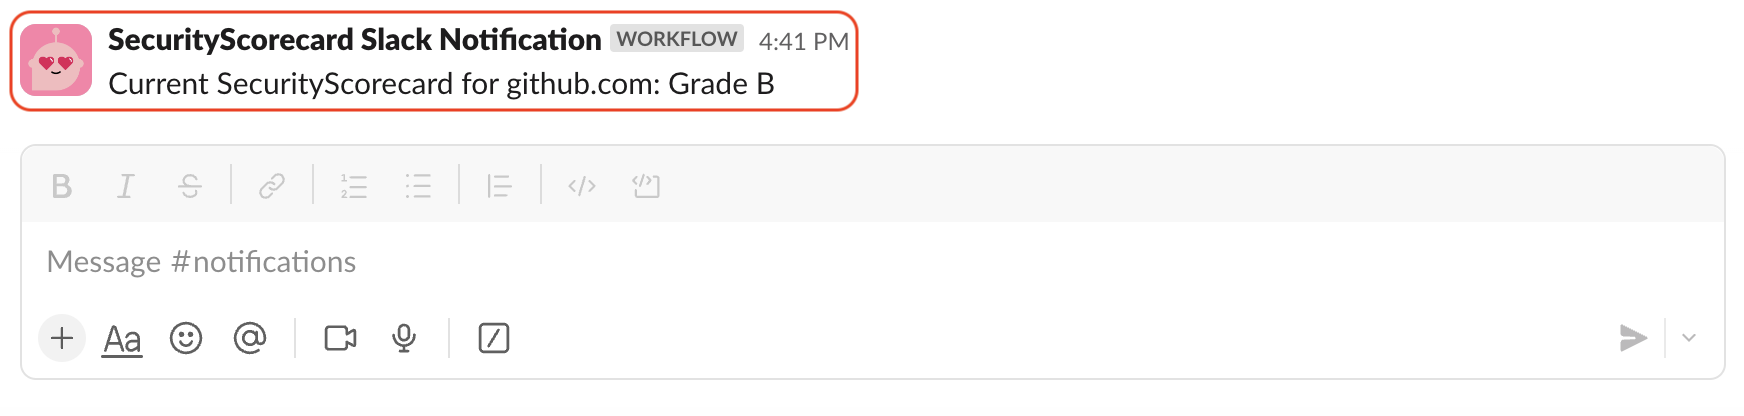 SecurityScorecard Slack Notification WORKFLOW 4:41 PM
Current SecurityScorecard for github.com: Grade B
Message #notifications
Aa